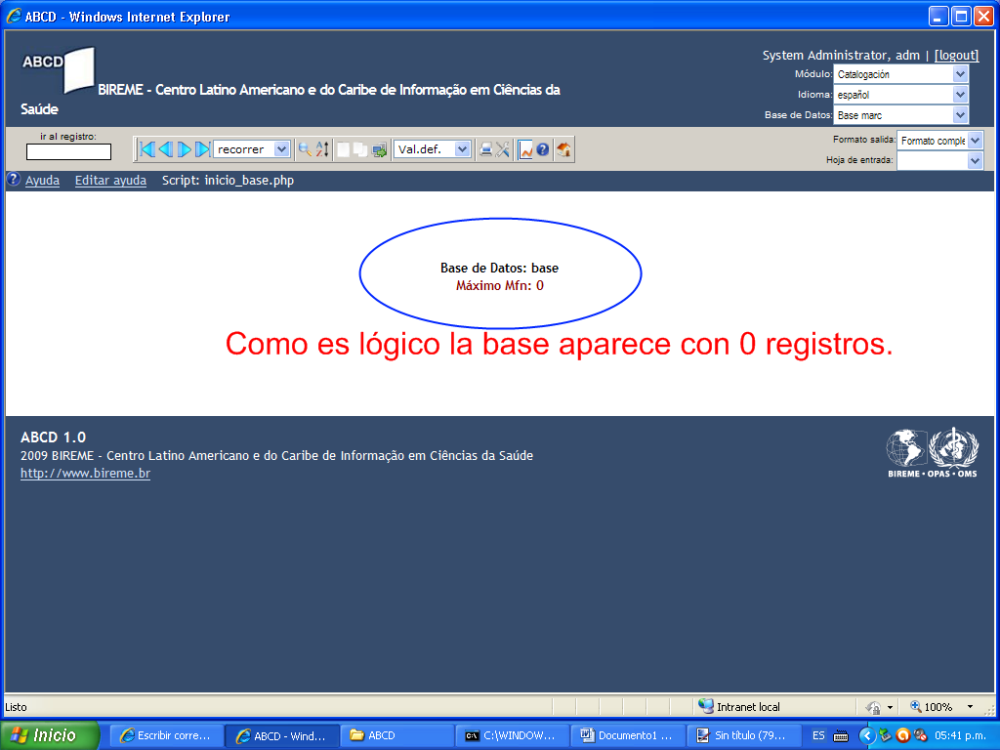 ABCD - Windows Internet Explorer
ABCD
BIREME - Centro Latino Americano e do Caribe de Informação em Ciências da
Saúde
System Administrator, adm | [logout]
Módulo: Catalogación
Idioma: español
Base de Datos: Base marc
ir al registro:
recorrer
Val.def.
Formato salida: Formato comple
Hoja de entrada:
Ayuda Editar ayuda Script: inicio_base.php
Base de Datos: base
Máximo Mfn: 0
Como es lógico la base aparece con 0 registros.
ABCD 1.0
2009 BIREME - Centro Latino Americano e do Caribe de Informação em Ciências da Saúde
http://www.bireme.br
BIREME • OPAS • OMS
Listo
Intranet local
100%
Inicio
Escribir corre...
ABCD - Wind...
ABCD
C:\WINDOW...
Documento1 ...
Sin título (79...
ES
05:41 p.m.